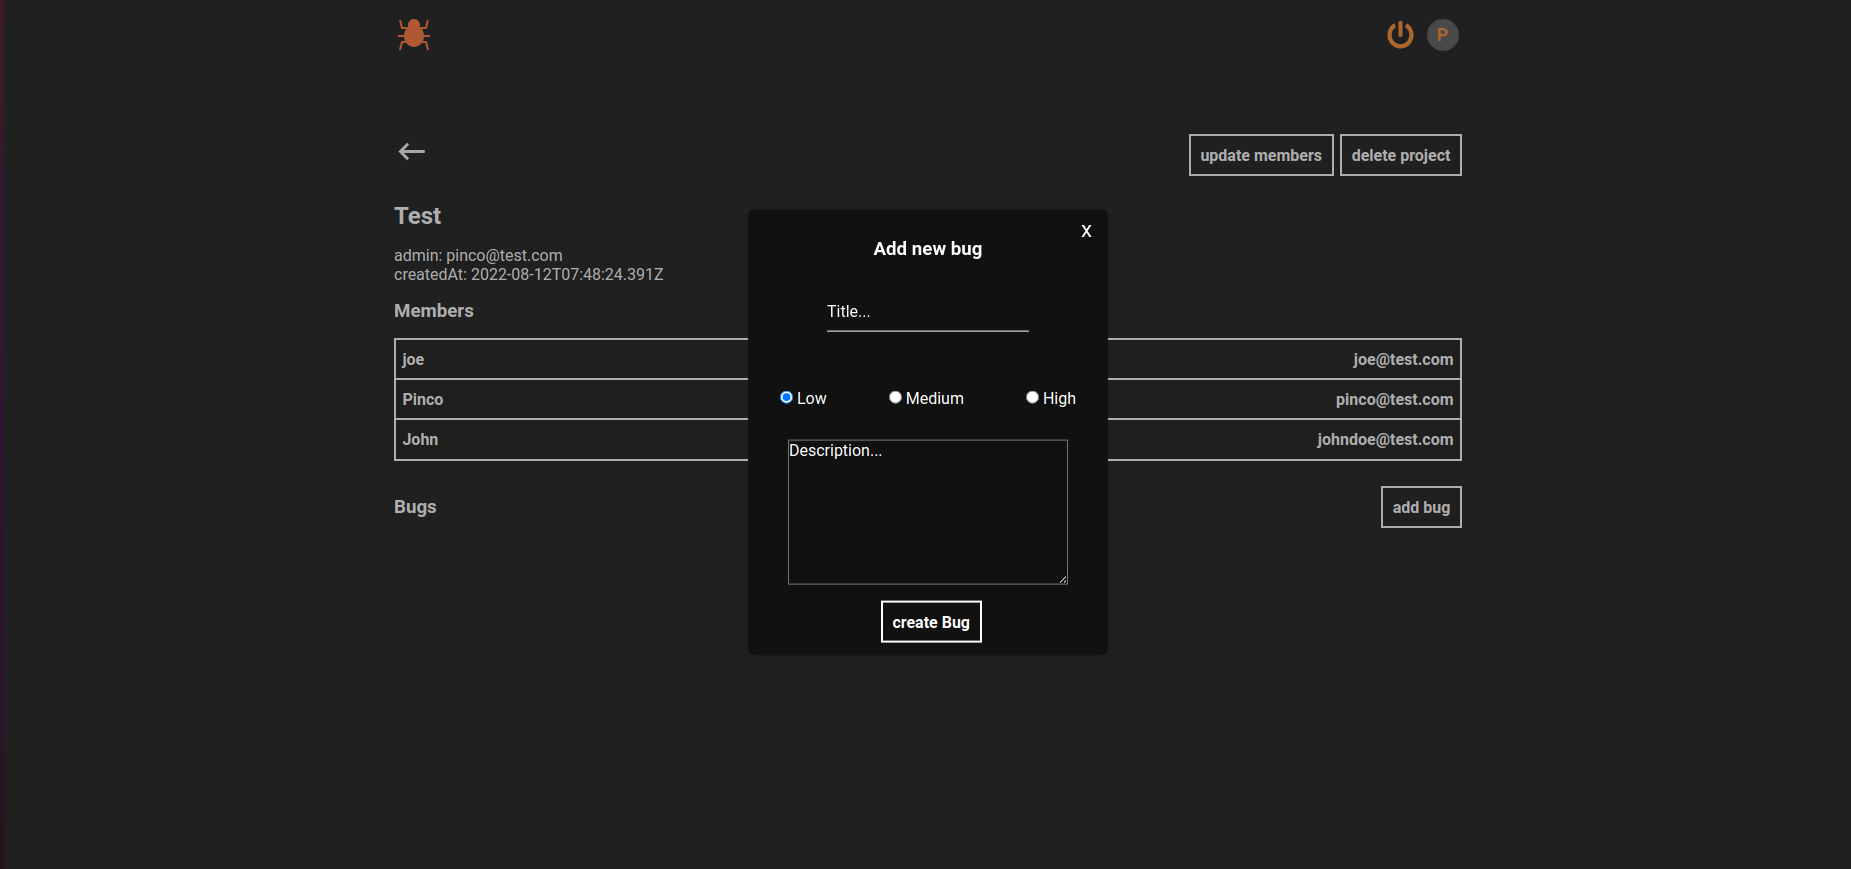 P
update members
delete project
Test
admin: pinco@test.com
createdAt: 2022-08-12T07:48:24.391Z
Members
joe joe@test.com
Pinco pinco@test.com
John johndoe@test.com
Bugs
add bug
X
Add new bug
Title...
Low Medium High
Description...
create Bug